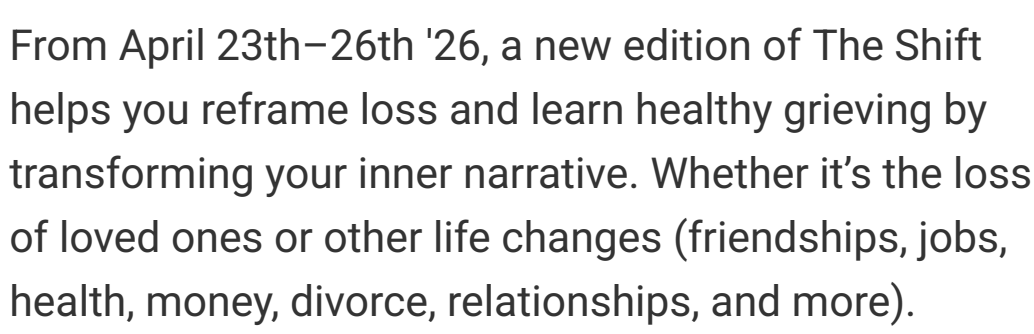 From April 23th–26th '26, a new edition of The Shift
helps you reframe loss and learn healthy grieving by
transforming your inner narrative. Whether it’s the loss
of loved ones or other life changes (friendships, jobs,
health, money, divorce, relationships, and more).